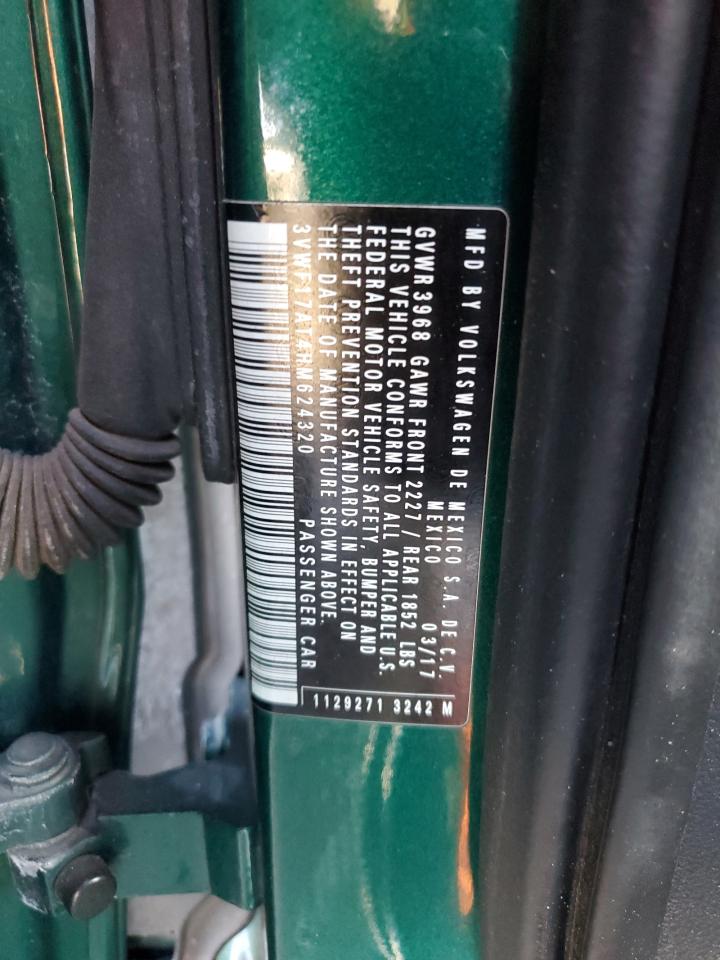 MFD BY VOLKSWAGEN DE MEXICO S.A. DE C.V.
MEXICO 03/17
GVWR 3968 GAWR FRONT 2227 / REAR 1852 LBS
THIS VEHICLE CONFORMS TO ALL APPLICABLE U.S.
FEDERAL MOTOR VEHICLE SAFETY, BUMPER AND
THEFT PREVENTION STANDARDS IN EFFECT ON
THE DATE OF MANUFACTURE SHOWN ABOVE.
3VWF17AT4HM624320 PASSENGER CAR
1129271 3242 M